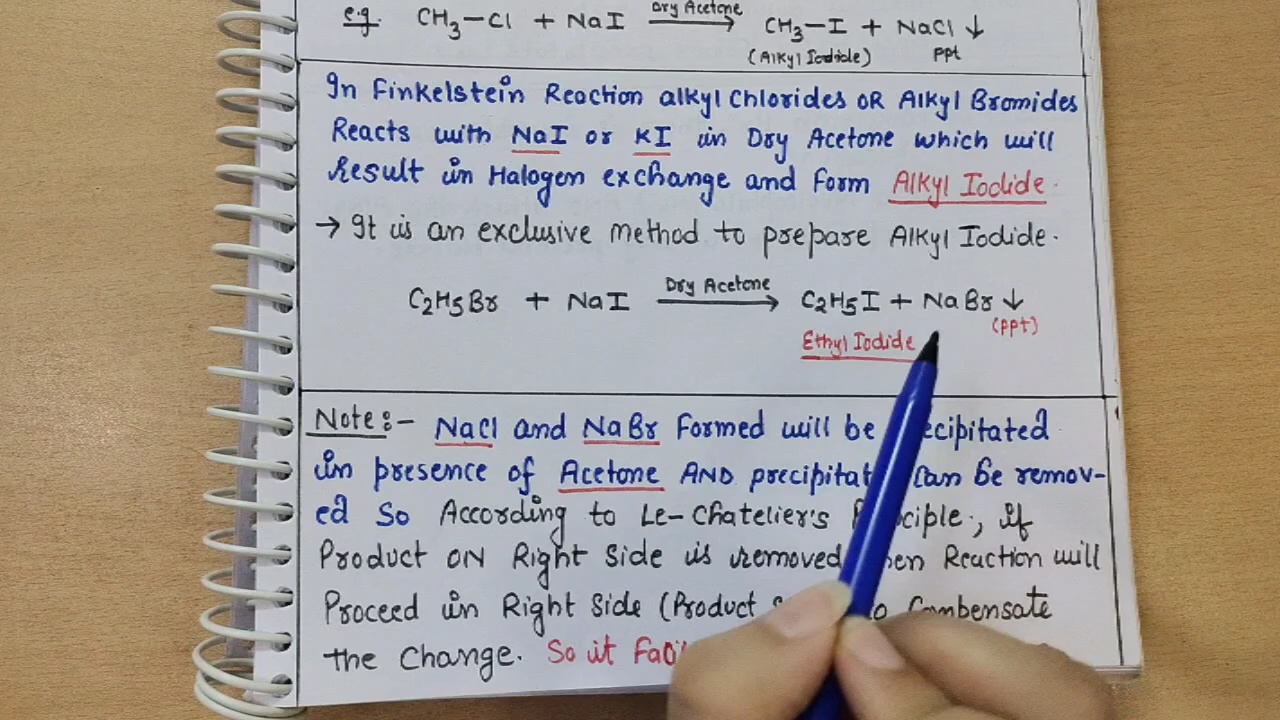 e.g. CH3-Cl + NaI Dry Acetone → CH3-I + NaCl ↓
(Alkyl Iodide) ppt
In Finkelstein Reaction alkyl Chlorides OR Alkyl Bromides
Reacts with NaI or KI in Dry Acetone which will
Result in Halogen exchange and form Alkyl Iodide.
→ It is an exclusive method to prepare Alkyl Iodide.
C2H5Br + NaI Dry Acetone → C2H5I + NaBr ↓
Ethyl Iodide (ppt)
Note:- NaCl and NaBr formed will be ecipitated
in presence of Acetone AND precipitat Can be remov-
ed So According to Le-Chatelier's ciple, if
Product ON Right Side is removed en Reaction will
Proceed in Right Side (Product to Combensate
the Change. So it